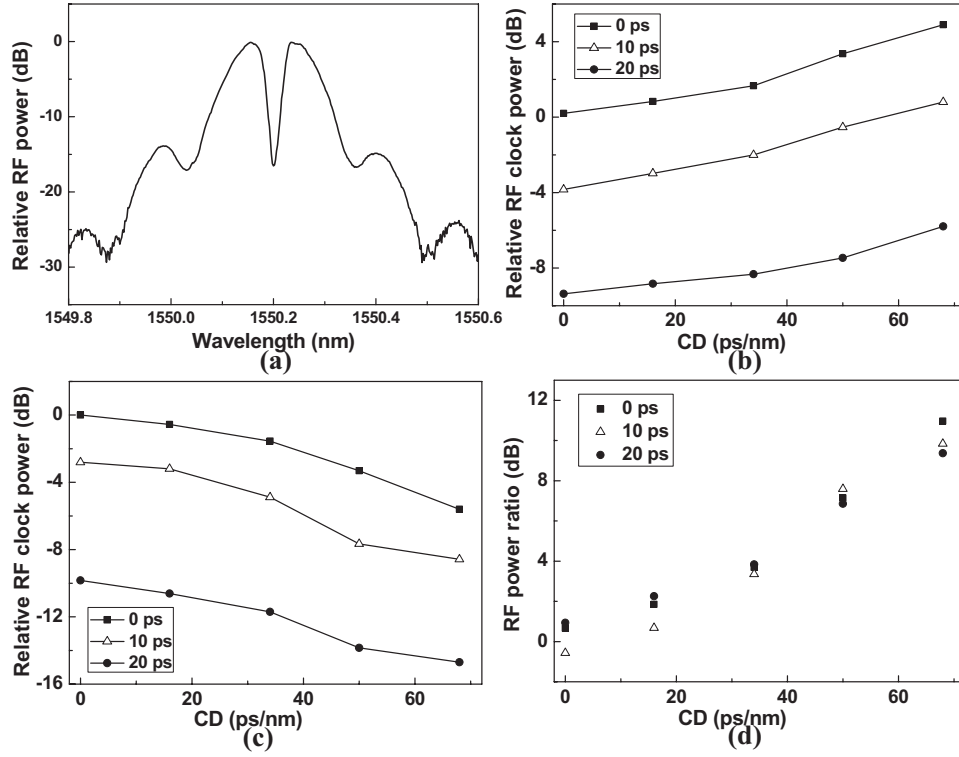 0
-10
-20
-30
Relative RF power (dB)
1549.8
1550.0
1550.2
1550.4
1550.6
Wavelength (nm)
(a)
4
0
-4
-8
Relative RF clock power (dB)
0 ps
10 ps
20 ps
0
20
40
60
CD (ps/nm)
(b)
0
-4
-8
-12
-16
Relative RF clock power (dB)
0 ps
10 ps
20 ps
0
20
40
60
CD (ps/nm)
(c)
12
8
4
0
RF power ratio (dB)
0 ps
10 ps
20 ps
0
20
40
60
CD (ps/nm)
(d)